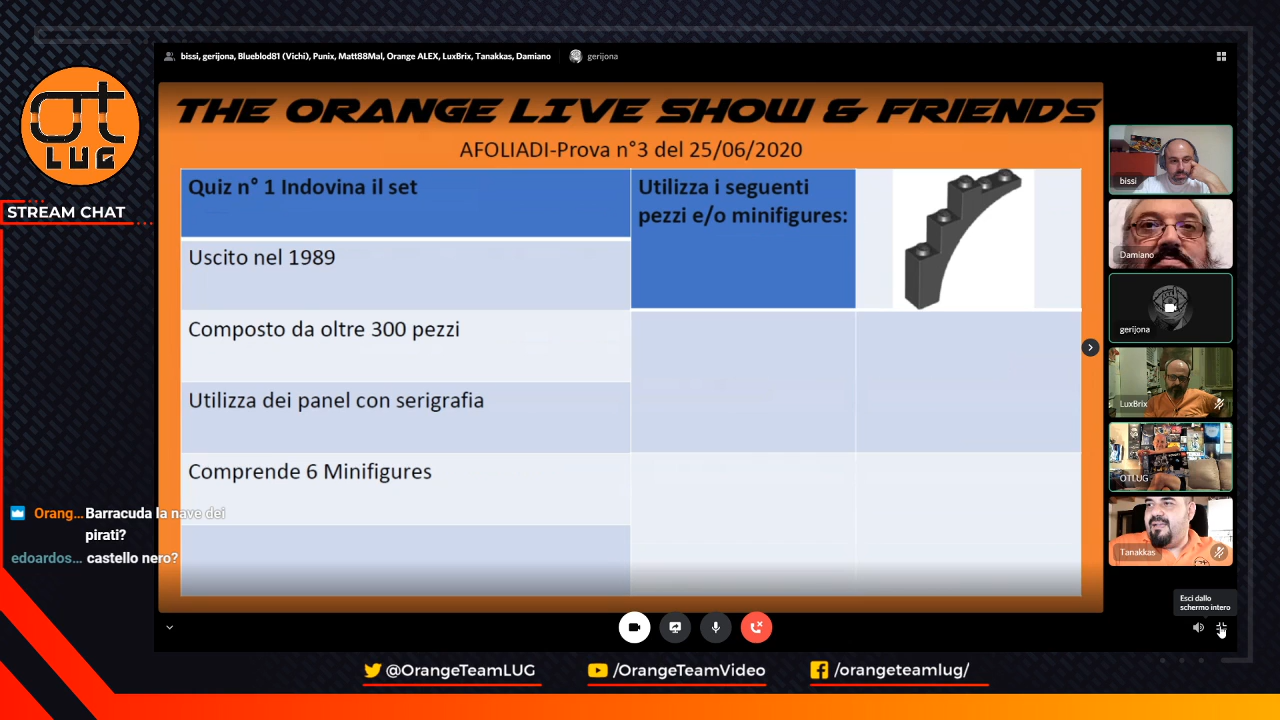 bissi, gerijona, Blueblod81 (Vichi), Punix, Matt88Mal, Orange ALEX, LuxBrix, Tanakkas, Damiano
gerijona
THE ORANGE LIVE SHOW & FRIENDS
AFOLIADI-Prova n°3 del 25/06/2020
Quiz n° 1 Indovina il set
Utilizza i seguenti
pezzi e/o minifigures:
Uscito nel 1989
Composto da oltre 300 pezzi
Utilizza dei panel con serigrafia
Comprende 6 Minifigures
OT
LUG
STREAM CHAT
Orang... Barracuda la nave dei
pirati?
edoardos... castello nero?
bissi
Damiano
gerijona
LuxBrix
OTLUG
Tanakkas
Esci dallo
schermo intero
@OrangeTeamLUG
/OrangeTeamVideo
/orangeteamlug/